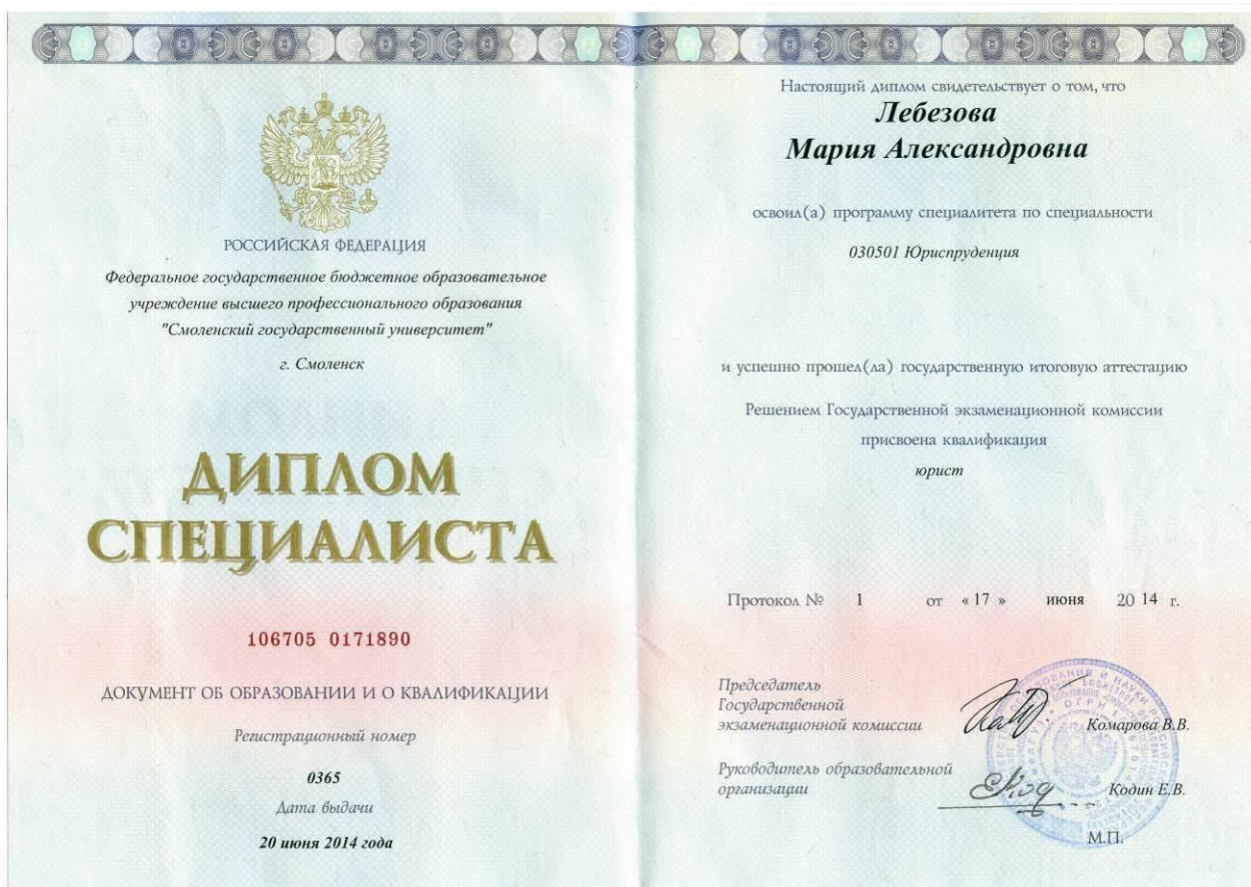 РОССИЙСКАЯ ФЕДЕРАЦИЯ
Федеральное государственное бюджетное образовательное
учреждение высшего профессионального образования
"Смоленский государственный университет"
г. Смоленск
ДИПЛОМ
СПЕЦИАЛИСТА
106705 0171890
ДОКУМЕНТ ОБ ОБРАЗОВАНИИ И О КВАЛИФИКАЦИИ
Регистрационный номер
0365
Дата выдачи
20 июня 2014 года
Настоящий диплом свидетельствует о том, что
Лебезова
Мария Александровна
освоил(а) программу специалитета по специальности
030501 Юриспруденция
и успешно прошел(ла) государственную итоговую аттестацию
Решением Государственной экзаменационной комиссии
присвоена квалификация
юрист
Протокол № 1 от « 17 » июня 20 14 г.
Председатель
Государственной
экзаменационной комиссии Комарова В.В.
Руководитель образовательной
организации Кодин Е.В.
М.П.